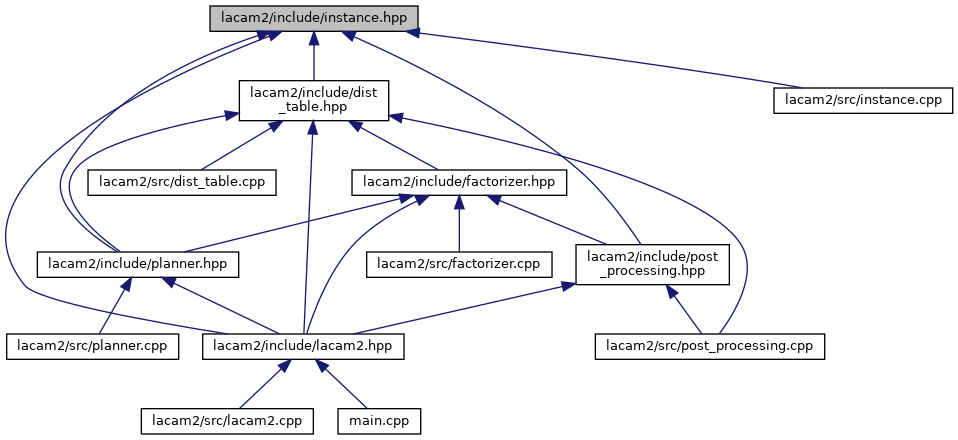 lacam2/include/instance.hpp
lacam2/include/dist
_table.hpp
lacam2/src/instance.cpp
lacam2/src/dist_table.cpp
lacam2/include/factorizer.hpp
lacam2/include/planner.hpp
lacam2/src/factorizer.cpp
lacam2/include/post
_processing.hpp
lacam2/src/planner.cpp
lacam2/include/lacam2.hpp
lacam2/src/post_processing.cpp
lacam2/src/lacam2.cpp
main.cpp